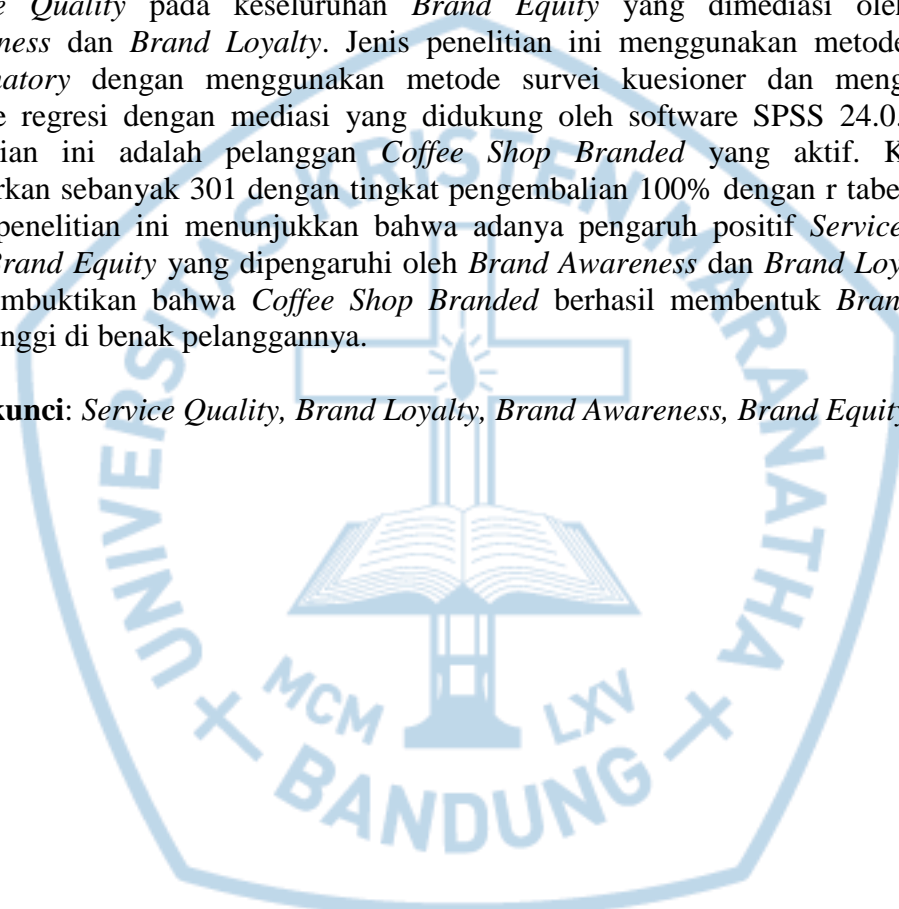 e Quality pada keseluruhan Brand Equity yang dimediasi oleh
ness dan Brand Loyalty. Jenis penelitian ini menggunakan metode
natory dengan menggunakan metode survei kuesioner dan meng
e regresi dengan mediasi yang didukung oleh software SPSS 24.0.
ian ini adalah pelanggan Coffee Shop Branded yang aktif. K
rkan sebanyak 301 dengan tingkat pengembalian 100% dengan r tabe
penelitian ini menunjukkan bahwa adanya pengaruh positif Service
Brand Equity yang dipengaruhi oleh Brand Awareness dan Brand Loy
mbuktikan bahwa Coffee Shop Branded berhasil membentuk Bran
nggi di benak pelanggannya.
kunci: Service Quality, Brand Loyalty, Brand Awareness, Brand Equity
UNIVERSITAS KRISTEN MARANATHA
MCM LXV
BANDUNG